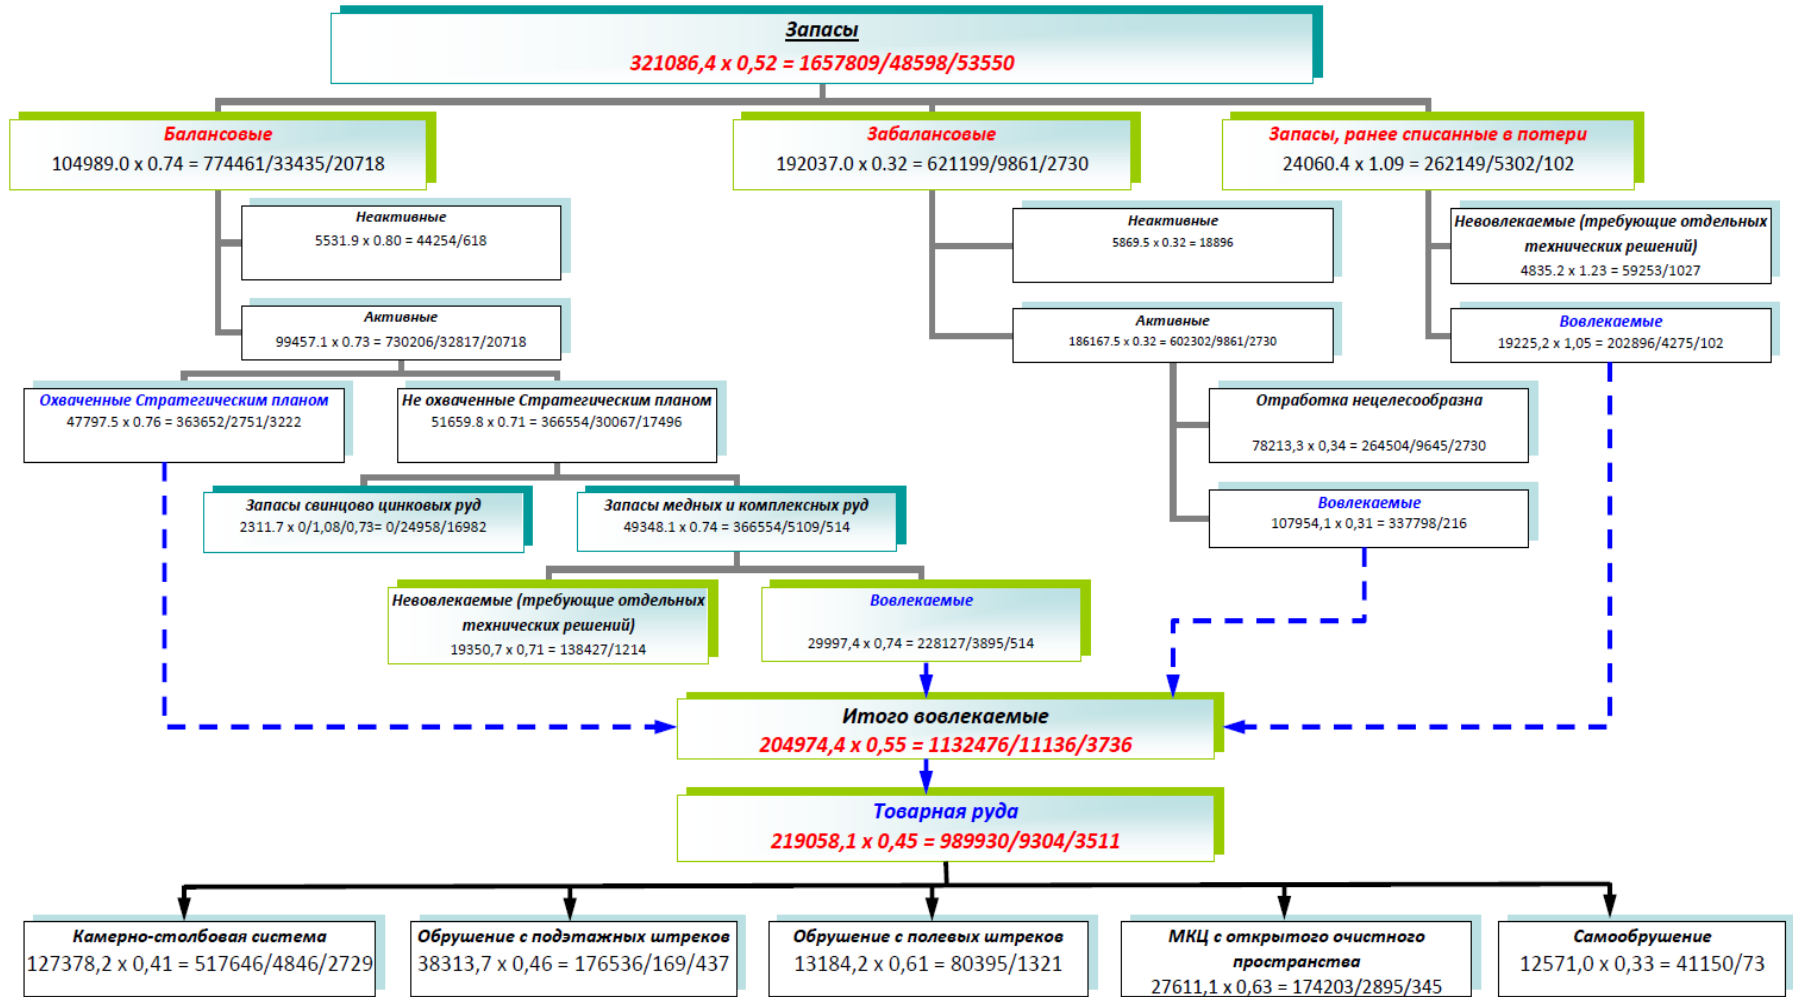 Запасы
321086,4 x 0,52 = 1657809/48598/53550
Балансовые
104989.0 x 0.74 = 774461/33435/20718
Забалансовые
192037.0 x 0.32 = 621199/9861/2730
Запасы, ранее списанные в потери
24060.4 x 1.09 = 262149/5302/102
Неактивные
5531.9 x 0.80 = 44254/618
Неактивные
5869.5 x 0.32 = 18896
Невовлекаемые (требующие отдельных
технических решений)
4835.2 x 1.23 = 59253/1027
Активные
99457.1 x 0.73 = 730206/32817/20718
Активные
186167.5 x 0.32 = 602302/9861/2730
Вовлекаемые
19225,2 x 1,05 = 202896/4275/102
Охваченные Стратегическим планом
47797.5 x 0.76 = 363652/2751/3222
Не охваченные Стратегическим планом
51659.8 x 0.71 = 366554/30067/17496
Отработка нецелесообразна
78213,3 x 0,34 = 264504/9645/2730
Запасы свинцово цинковых руд
2311.7 x 0/1,08/0,73= 0/24958/16982
Запасы медных и комплексных руд
49348.1 x 0.74 = 366554/5109/514
Вовлекаемые
107954,1 x 0,31 = 337798/216
Невовлекаемые (требующие отдельных
технических решений)
19350,7 x 0,71 = 138427/1214
Вовлекаемые
29997,4 x 0,74 = 228127/3895/514
Итого вовлекаемые
204974,4 x 0,55 = 1132476/11136/3736
Товарная руда
219058,1 x 0,45 = 989930/9304/3511
Камерно-столбовая система
127378,2 x 0,41 = 517646/4846/2729
Обрушение с подэтажных штреков
38313,7 x 0,46 = 176536/169/437
Обрушение с полевых штреков
13184,2 x 0,61 = 80395/1321
МКЦ с открытого очистного
пространства
27611,1 x 0,63 = 174203/2895/345
Самообрушение
12571,0 x 0,33 = 41150/73